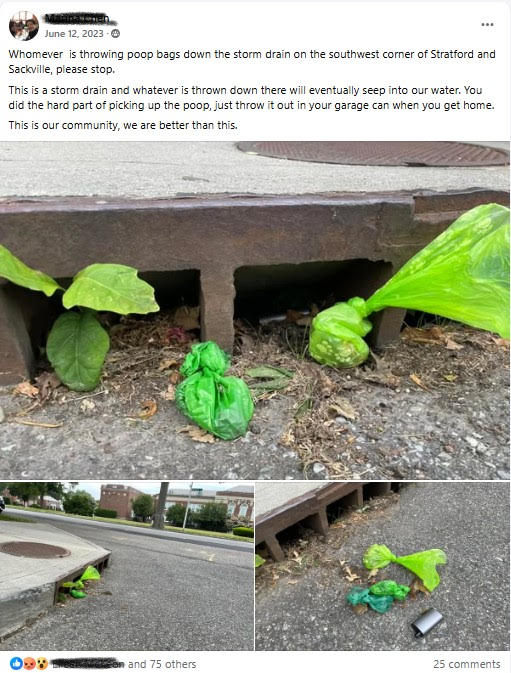 June 12, 2023 ·
Whomever is throwing poop bags down the storm drain on the southwest corner of Stratford and
Sackville, please stop.
This is a storm drain and whatever is thrown down there will eventually seep into our water. You
did the hard part of picking up the poop, just throw it out in your garage can when you get home.
This is our community, we are better than this.
and 75 others
25 comments